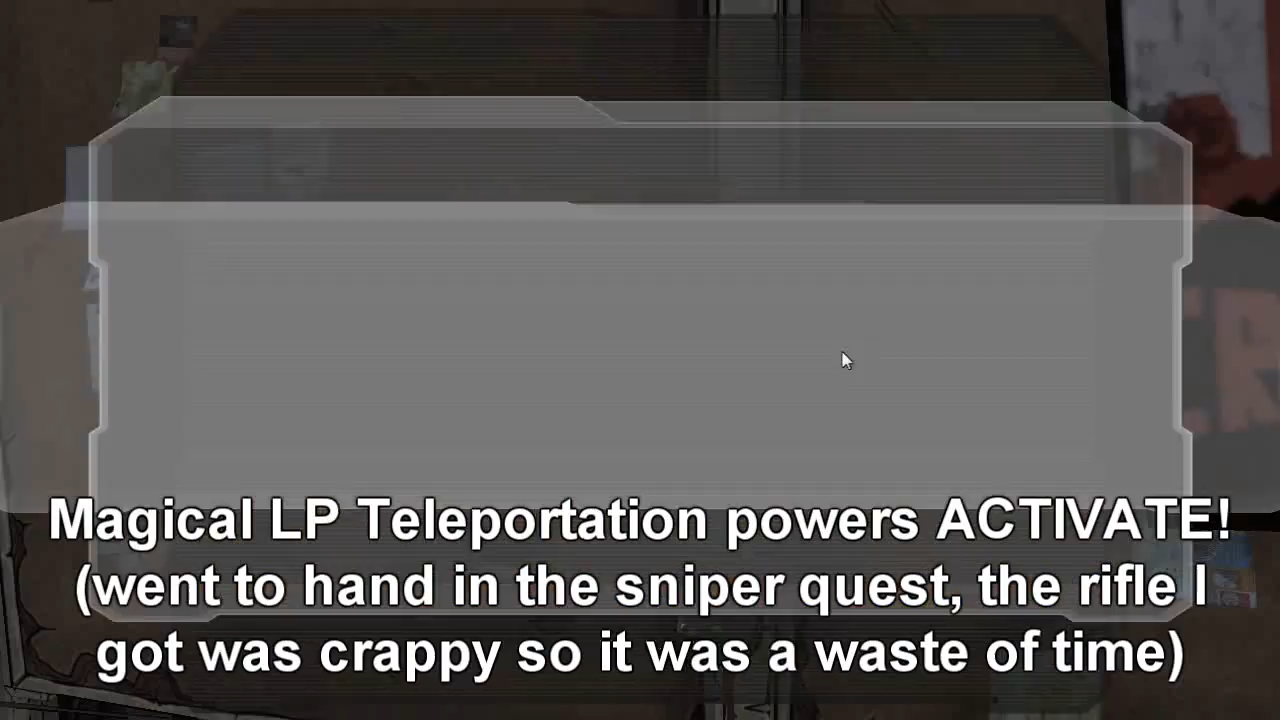 Magical LP Teleportation powers ACTIVATE!
(went to hand in the sniper quest, the rifle I
got was crappy so it was a waste of time)